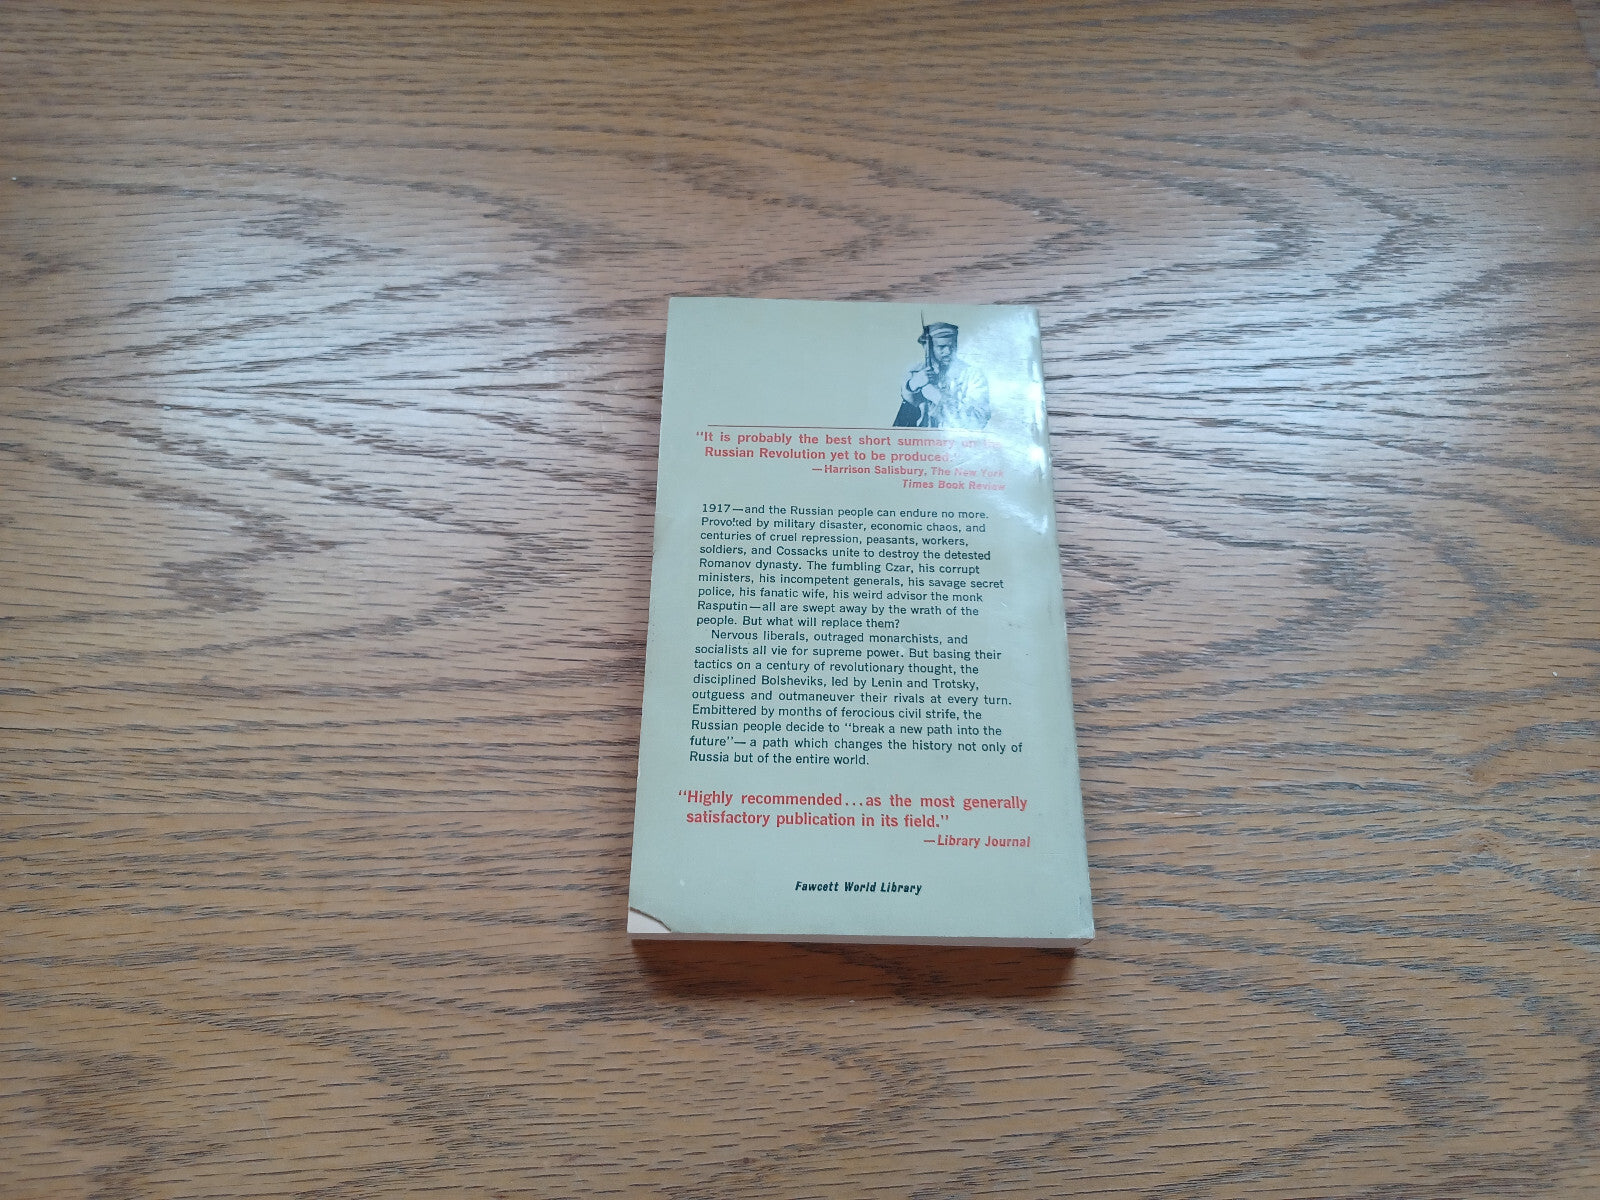 "It is probably the best short summary on the
Russian Revolution yet to be produced."
—Harrison Salisbury, The New York
Times Book Review
1917—and the Russian people can endure no more.
Provoked by military disaster, economic chaos, and
centuries of cruel repression, peasants, workers,
soldiers, and Cossacks unite to destroy the detested
Romanov dynasty. The fumbling Czar, his corrupt
ministers, his incompetent generals, his savage secret
police, his fanatic wife, his weird advisor the monk
Rasputin—all are swept away by the wrath of the
people. But what will replace them?
Nervous liberals, outraged monarchists, and
socialists all vie for supreme power. But basing their
tactics on a century of revolutionary thought, the
disciplined Bolsheviks, led by Lenin and Trotsky,
outguess and outmaneuver their rivals at every turn.
Embittered by months of ferocious civil strife, the
Russian people decide to "break a new path into the
future"—a path which changes the history not only of
Russia but of the entire world.
"Highly recommended...as the most generally
satisfactory publication in its field."
—Library Journal
Fawcett World Library